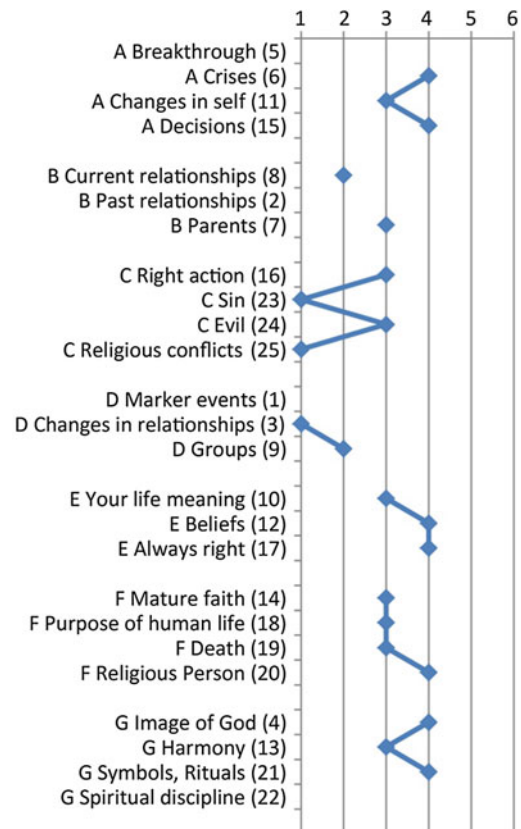 1 2 3 4 5 6
A Breakthrough (5)
A Crises (6)
A Changes in self (11)
A Decisions (15)
B Current relationships (8)
B Past relationships (2)
B Parents (7)
C Right action (16)
C Sin (23)
C Evil (24)
C Religious conflicts (25)
D Marker events (1)
D Changes in relationships (3)
D Groups (9)
E Your life meaning (10)
E Beliefs (12)
E Always right (17)
F Mature faith (14)
F Purpose of human life (18)
F Death (19)
F Religious Person (20)
G Image of God (4)
G Harmony (13)
G Symbols, Rituals (21)
G Spiritual discipline (22)